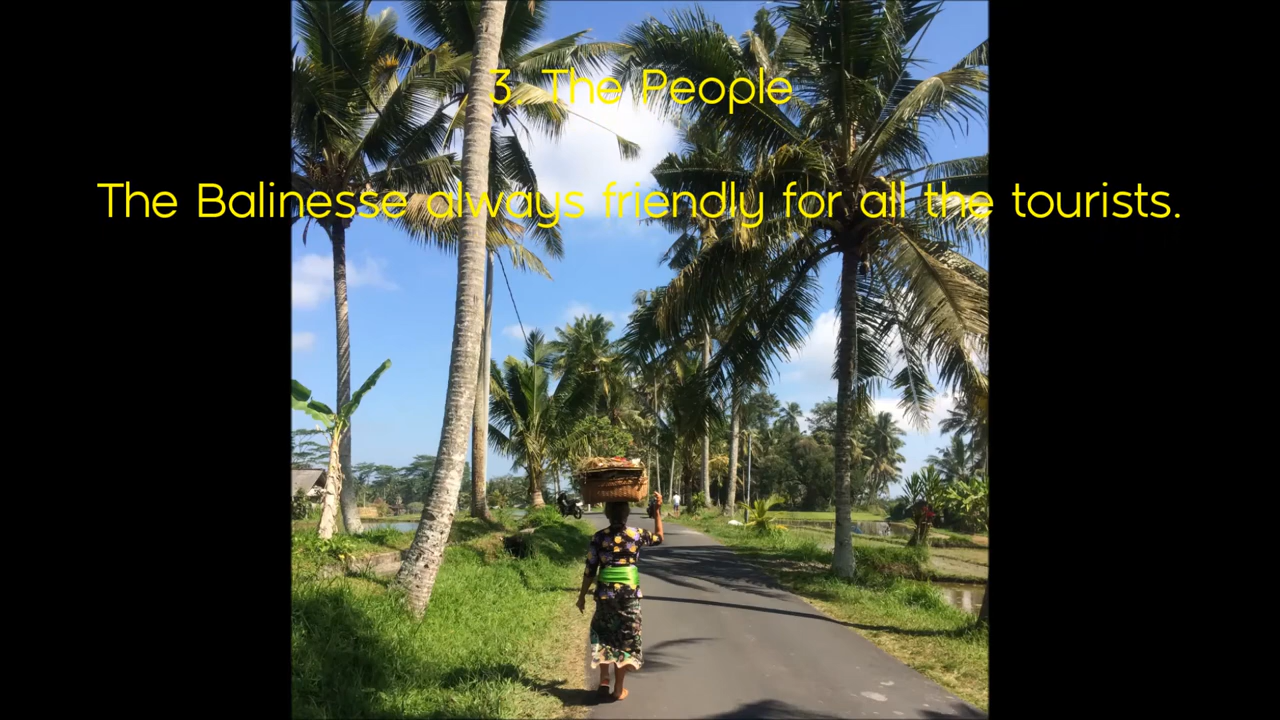 3. The People
The Balinesse always friendly for all the tourists.